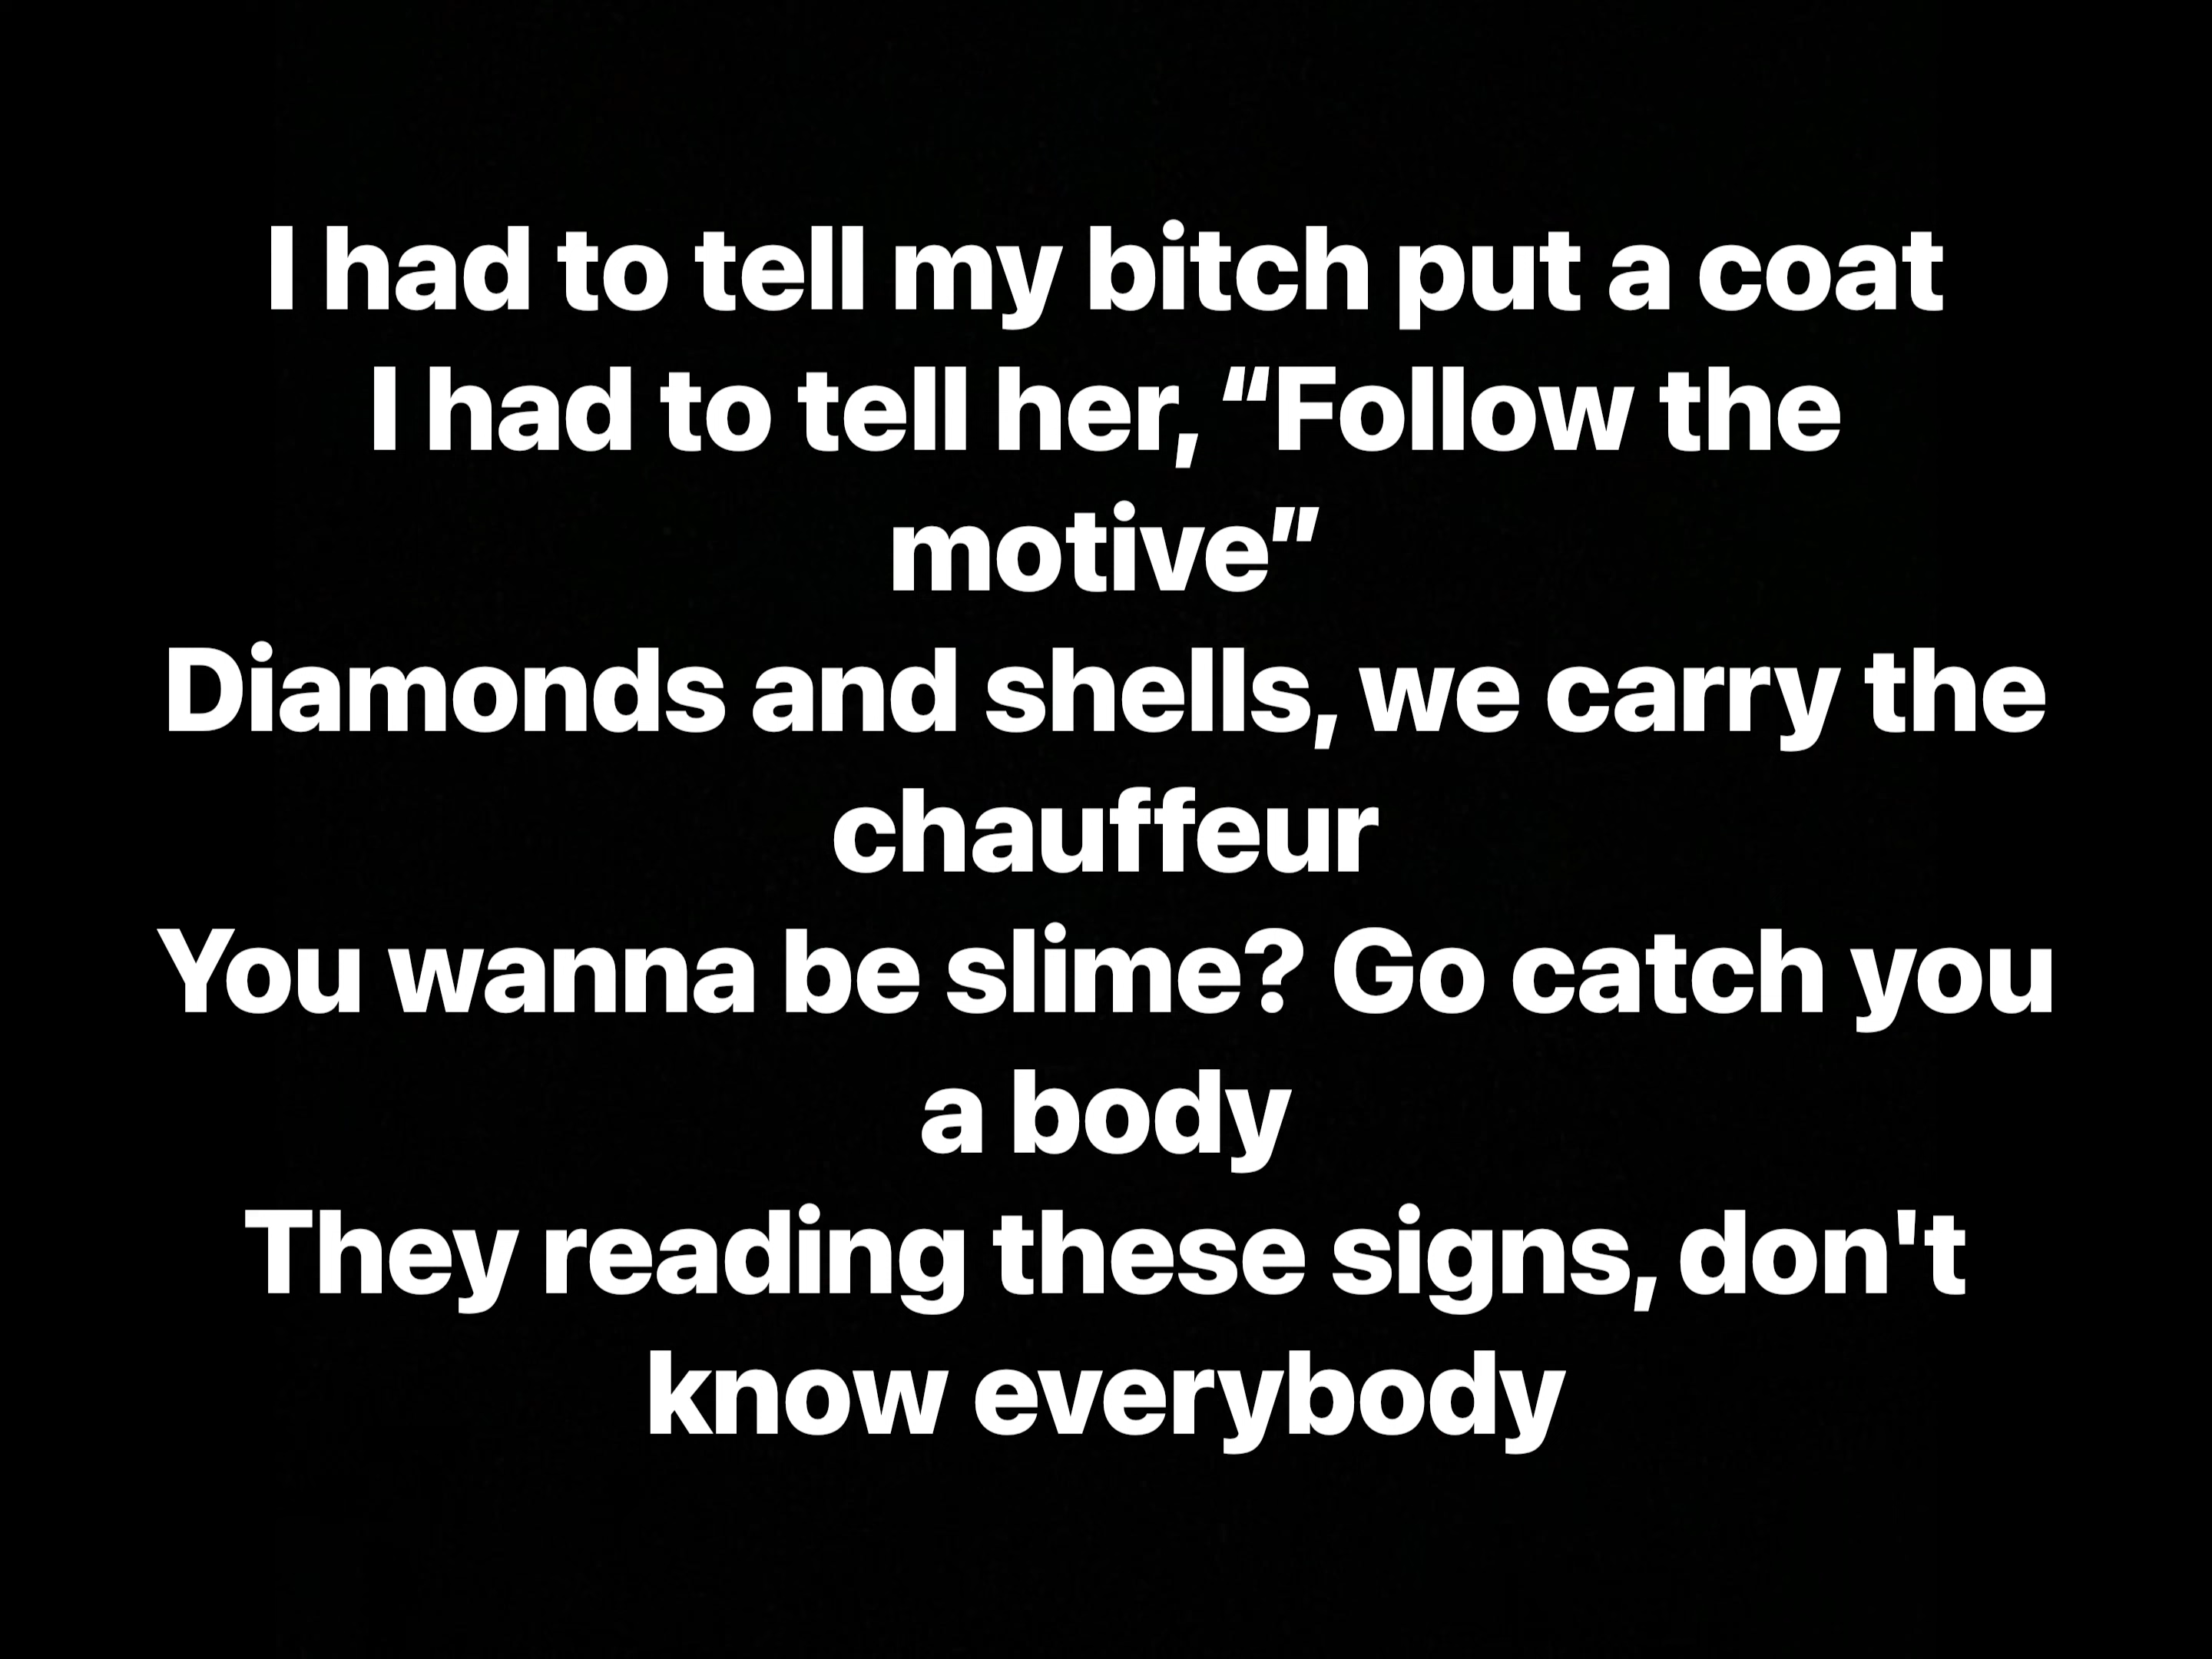 I had to tell my bitch put a coat
I had to tell her, “Follow the
motive”
Diamonds and shells, we carry the
chauffeur
You wanna be slime? Go catch you
a body
They reading these signs, don't
know everybody